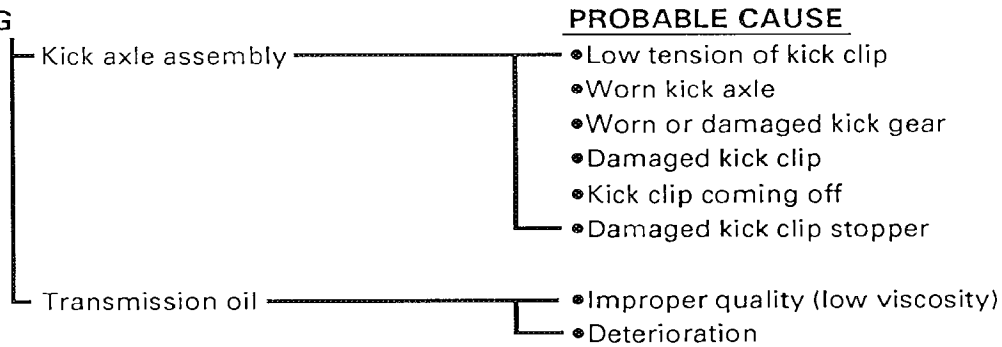 G
PROBABLE CAUSE
Kick axle assembly
•Low tension of kick clip
•Worn kick axle
•Worn or damaged kick gear
•Damaged kick clip
•Kick clip coming off
•Damaged kick clip stopper
Transmission oil
•Improper quality (low viscosity)
•Deterioration